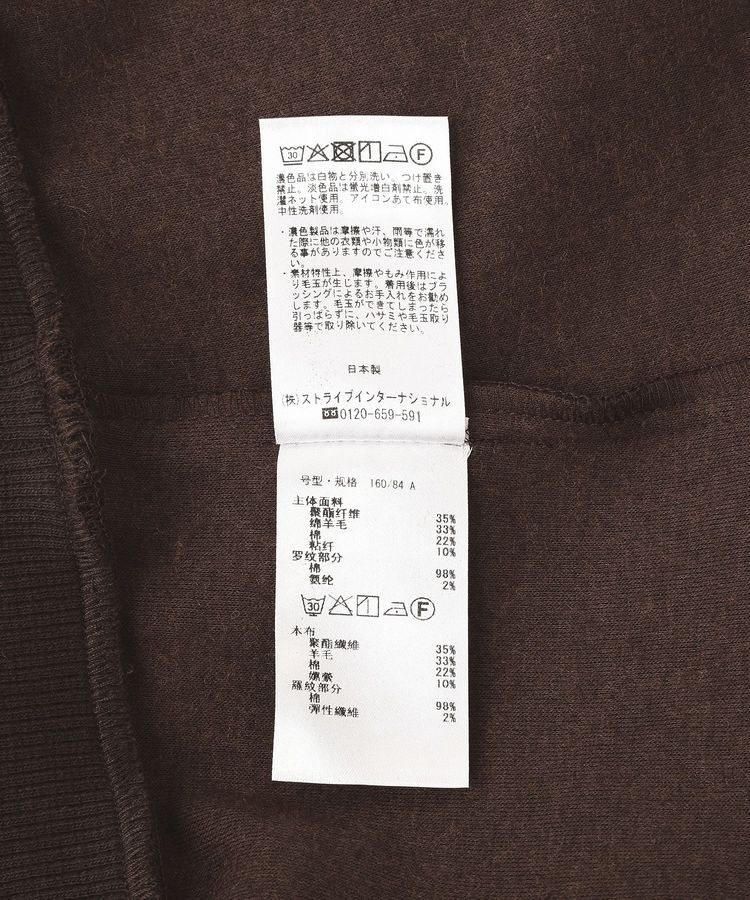 30 F
濃色品は白物と分別洗い。つけ置き
禁止。淡色品は蛍光増白剤禁止。洗
濯ネット使用。アイロンあて布使用。
中性洗剤使用。
・濃色製品は摩擦や汗、雨等で濡れ
た際に他の衣類や小物類に色が移
る事がありますのでご注意くださ
い。
・素材特性上、摩擦やもみ作用によ
り毛玉が生じます。着用後はブラ
ッシングによるお手入れをお勧め
します。毛玉ができてしまったら
引っぱらずに、ハサミや毛玉取り
器等で取り除いてください。
日本製
(株)ストライプインターナショナル
0120-659-591
号型・规格 160/84 A
主体面料
聚酯纤维 35%
绵羊毛 33%
棉 22%
粘纤 10%
罗纹部分
棉 98%
氨纶 2%
30 F
本布
聚酯纖維 35%
羊毛 33%
棉 22%
嫘縈 10%
羅紋部分
棉 98%
彈性纖維 2%